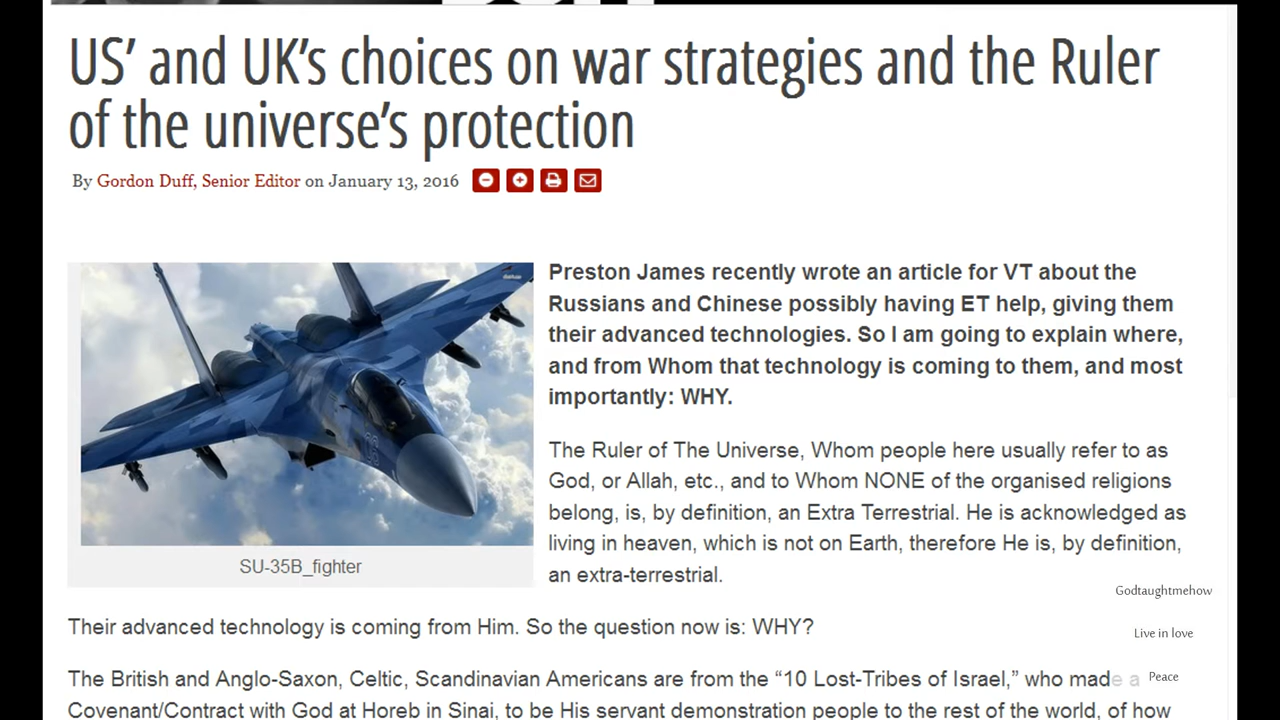 US’ and UK’s choices on war strategies and the Ruler
of the universe’s protection
By Gordon Duff, Senior Editor on January 13, 2016
Preston James recently wrote an article for VT about the
Russians and Chinese possibly having ET help, giving them
their advanced technologies. So I am going to explain where,
and from Whom that technology is coming to them, and most
importantly: WHY.
The Ruler of The Universe, Whom people here usually refer to as
God, or Allah, etc., and to Whom NONE of the organised religions
belong, is, by definition, an Extra Terrestrial. He is acknowledged as
living in heaven, which is not on Earth, therefore He is, by definition,
an extra-terrestrial.
SU-35B_fighter
Godtaughtmehow
Their advanced technology is coming from Him. So the question now is: WHY?
Live in love
The British and Anglo-Saxon, Celtic, Scandinavian Americans are from the “10 Lost-Tribes of Israel,” who made a
Peace
Covenant/Contract with God at Horeb in Sinai, to be His servant demonstration people to the rest of the world, of how